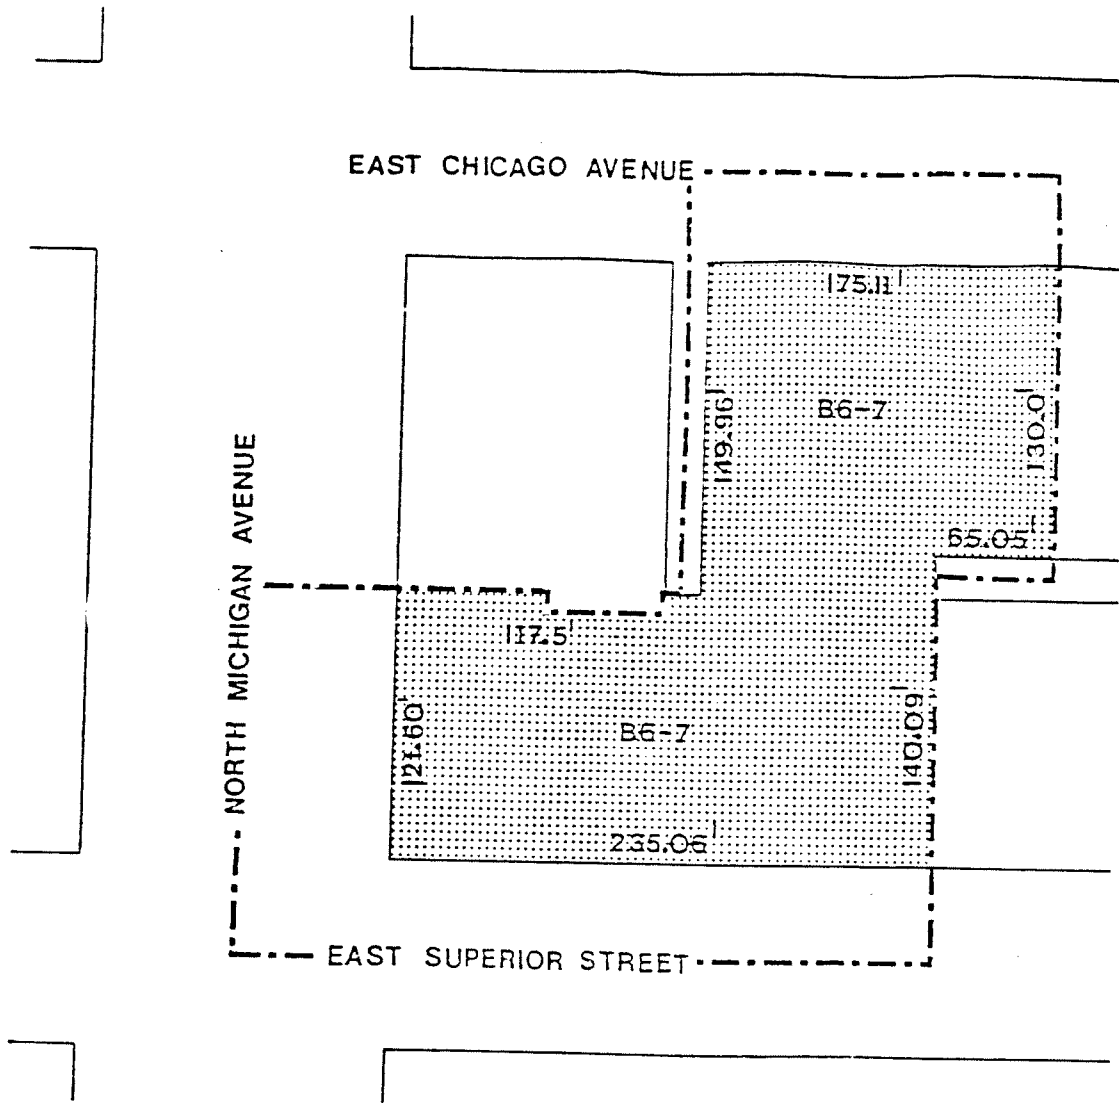 EAST CHICAGO AVENUE
175.11'
B6-7
149.96'
130.0'
65.05'
NORTH MICHIGAN AVENUE
117.5'
121.60'
B6-7
140.09'
235.06'
EAST SUPERIOR STREET